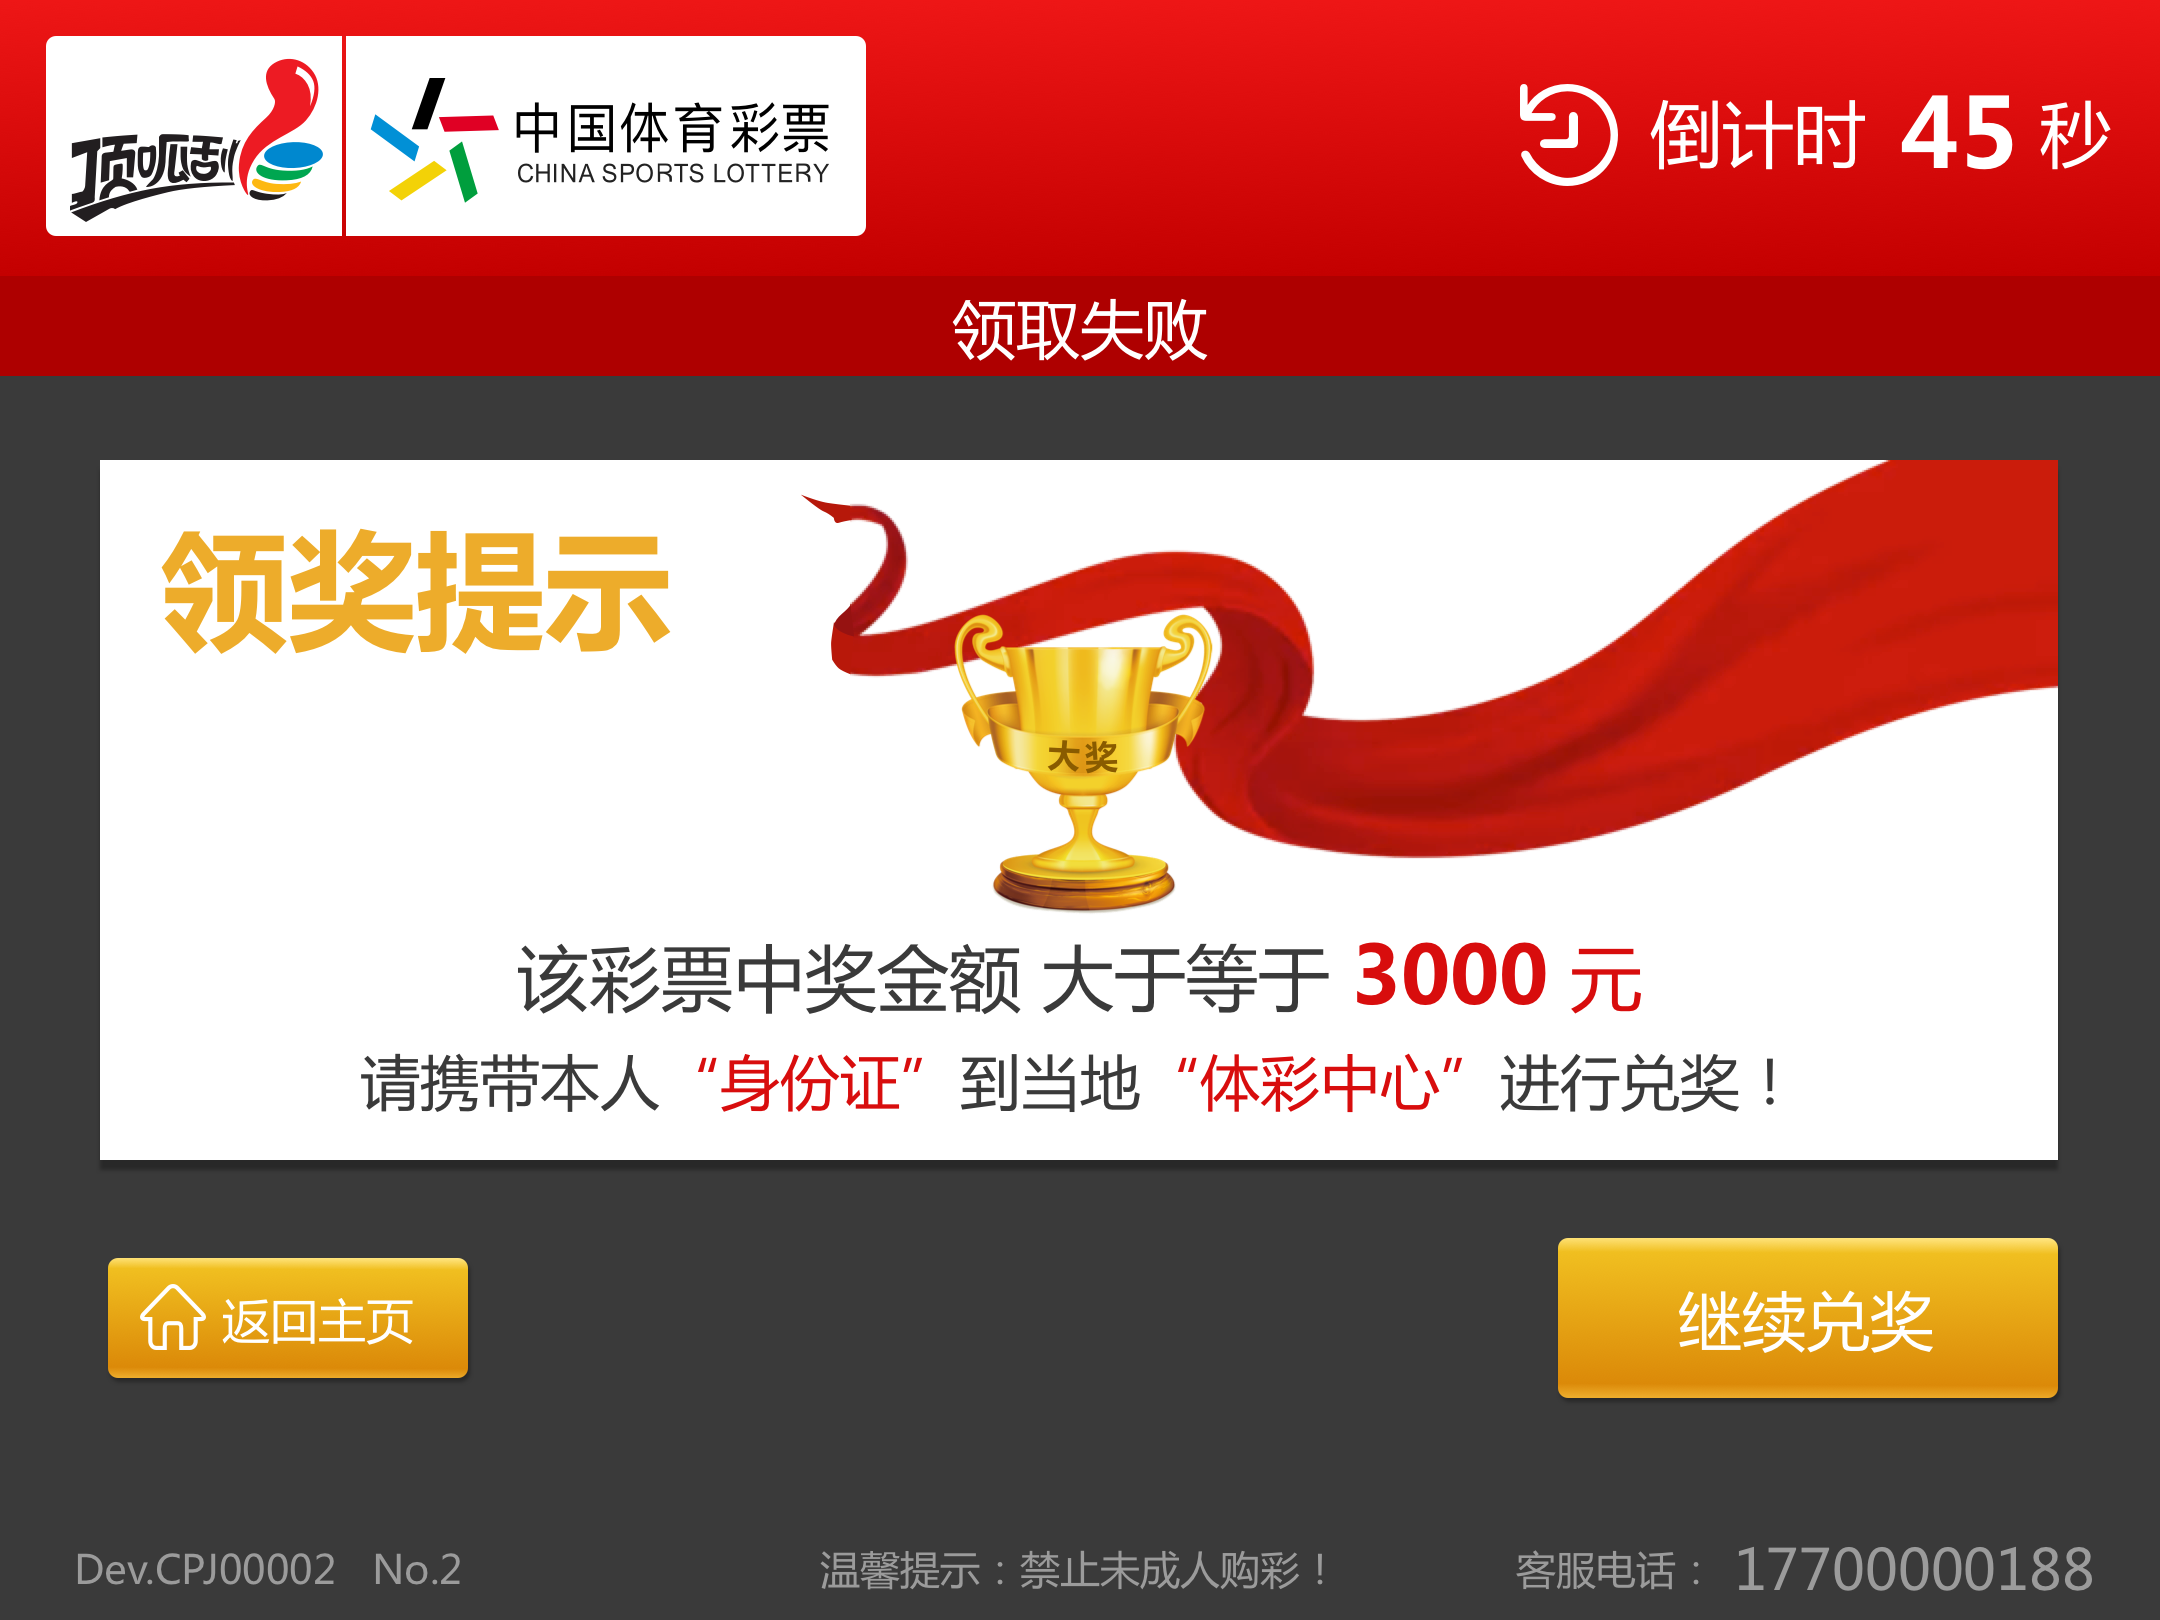 顶呱刮
中国体育彩票
CHINA SPORTS LOTTERY
倒计时 45 秒
领取失败
领奖提示
大奖
该彩票中奖金额 大于等于 3000 元
请携带本人 “身份证” 到当地 “体彩中心” 进行兑奖！
返回主页
继续兑奖
Dev.CPJ00002 No.2
温馨提示：禁止未成人购彩！
客服电话： 17700000188